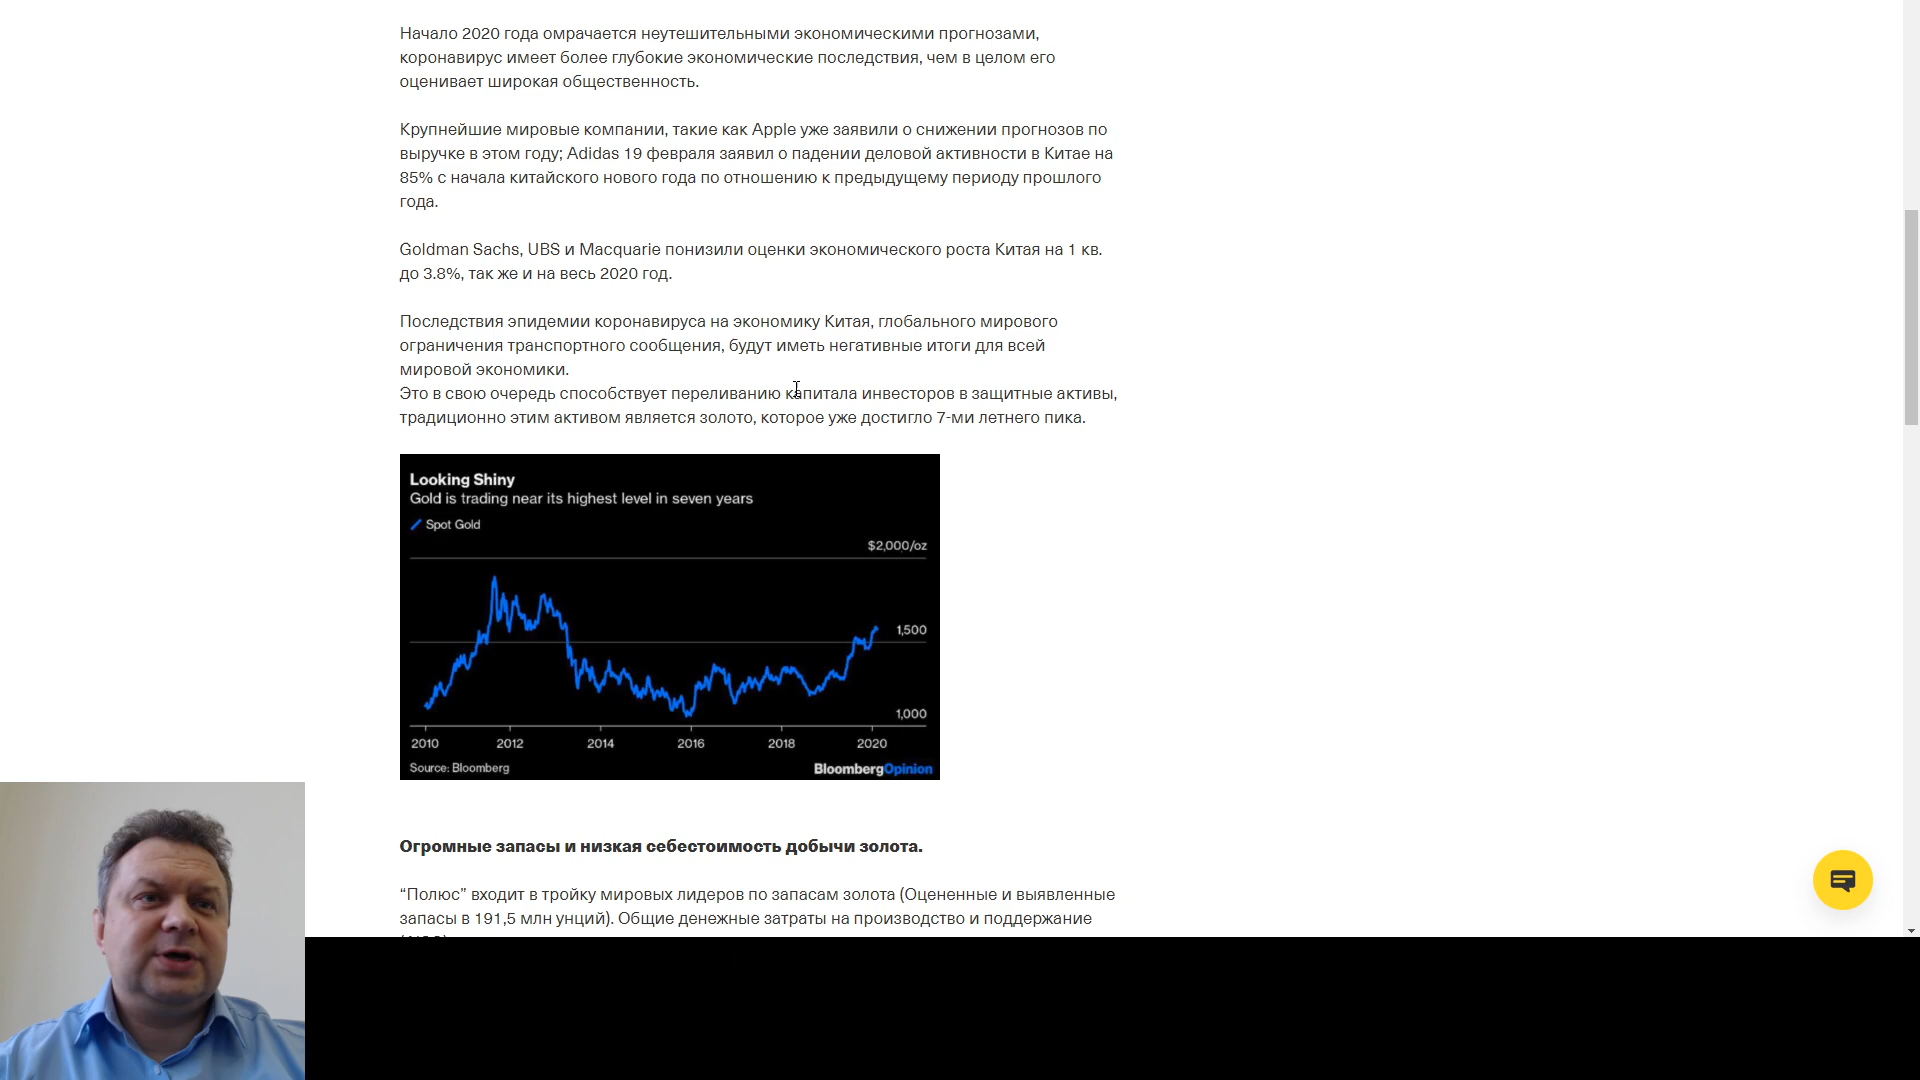 Начало 2020 года омрачается неутешительными экономическими прогнозами,
коронавирус имеет более глубокие экономические последствия, чем в целом его
оценивает широкая общественность.
Крупнейшие мировые компании, такие как Apple уже заявили о снижении прогнозов по
выручке в этом году; Adidas 19 февраля заявил о падении деловой активности в Китае на
85% с начала китайского нового года по отношению к предыдущему периоду прошлого
года.
Goldman Sachs, UBS и Macquarie понизили оценки экономического роста Китая на 1 кв.
до 3.8%, так же и на весь 2020 год.
Последствия эпидемии коронавируса на экономику Китая, глобального мирового
ограничения транспортного сообщения, будут иметь негативные итоги для всей
мировой экономики.
Это в свою очередь способствует переливанию капитала инвесторов в защитные активы,
традиционно этим активом является золото, которое уже достигло 7-ми летнего пика.
Looking Shiny
Gold is trading near its highest level in seven years
Spot Gold
$2,000/oz
1,500
1,000
2010 2012 2014 2016 2018 2020
Source: Bloomberg BloombergOpinion
Огромные запасы и низкая себестоимость добычи золота.
“Полюс” входит в тройку мировых лидеров по запасам золота (Оцененные и выявленные
запасы в 191,5 млн унций). Общие денежные затраты на производство и поддержание